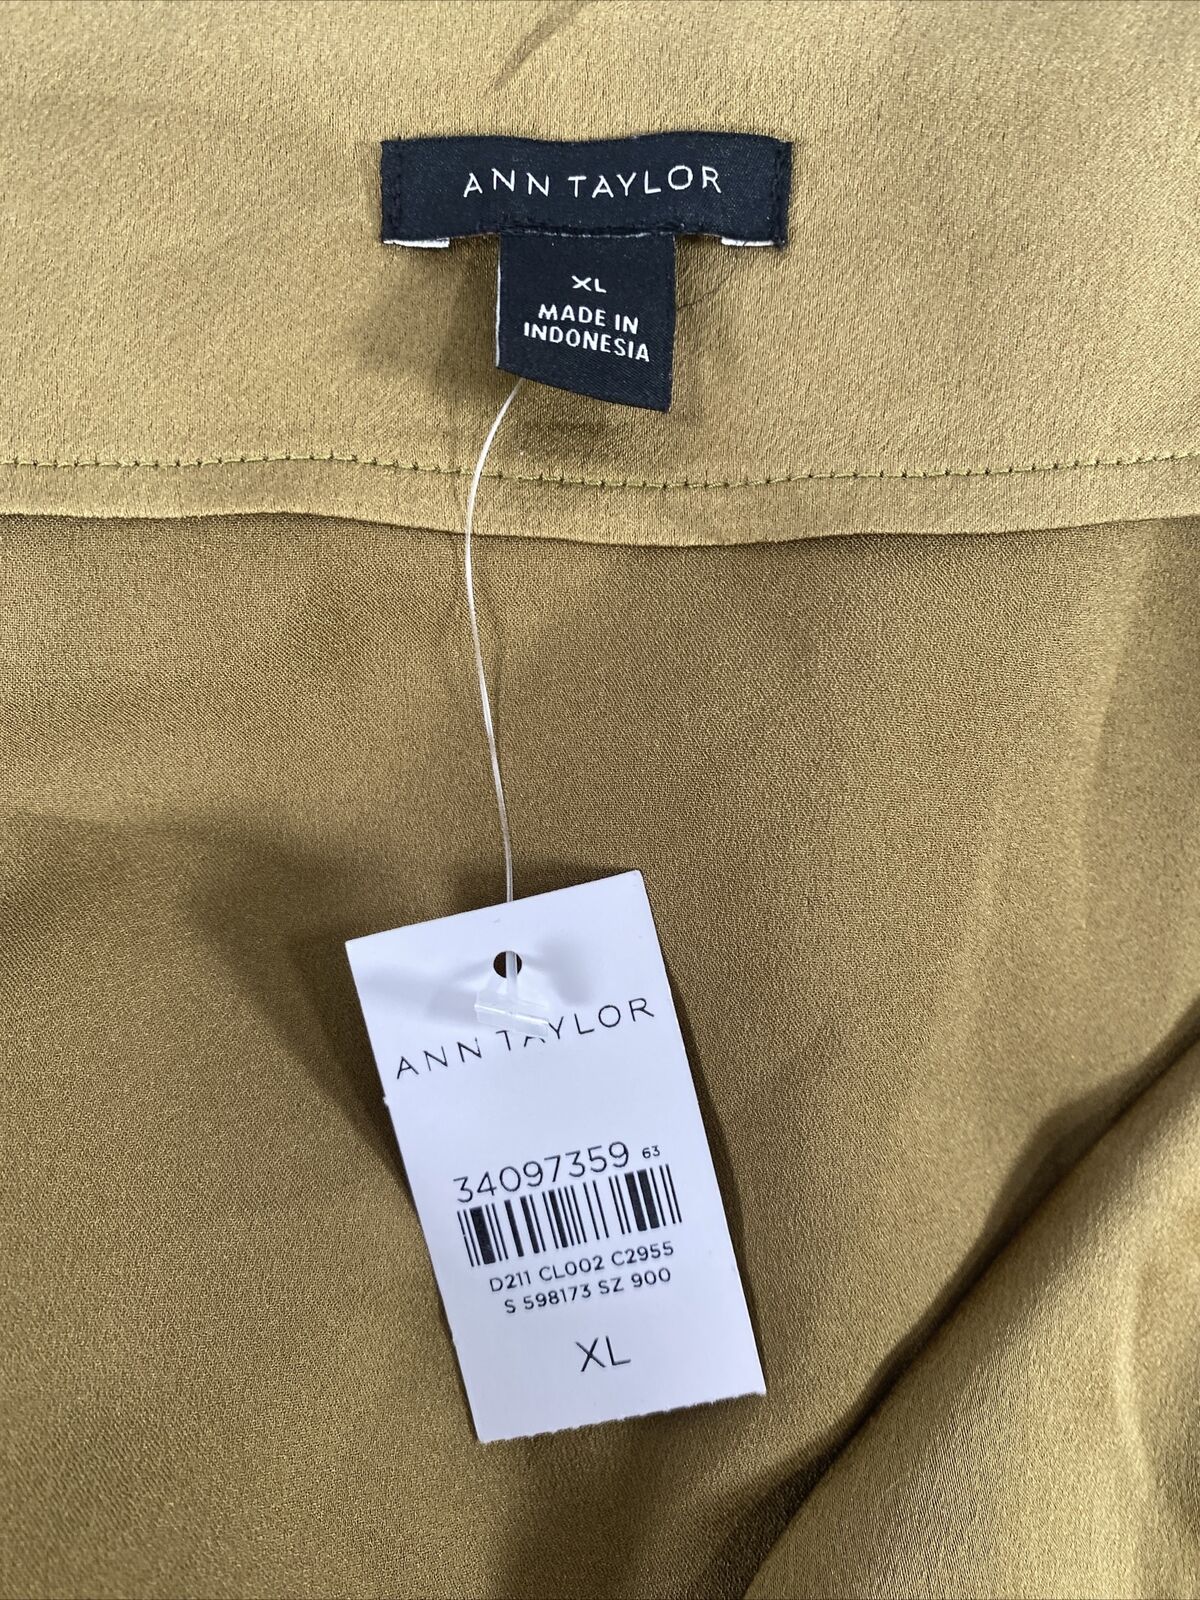 ANN TAYLOR
XL
MADE IN
INDONESIA
ANN TAYLOR
34097359 63
D211 CL002 C2955
S 598173 SZ 900
XL